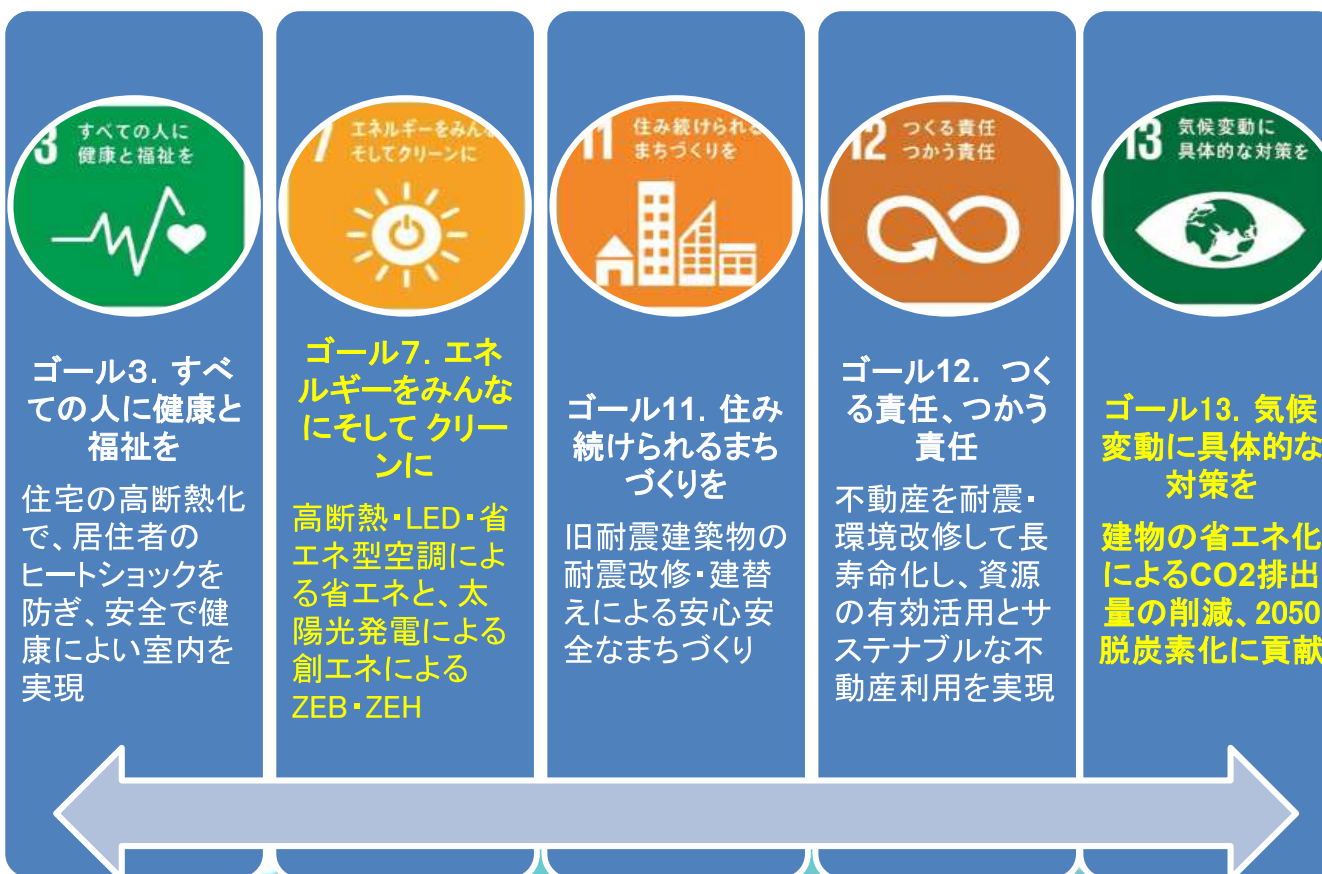 3 すべての人に
健康と福祉を
ゴール3．すべ
ての人に健康と
福祉を
住宅の高断熱化
で、居住者の
ヒートショックを
防ぎ、安全で健
康によい室内を
実現
7 エネルギーをみんな
そしてクリーンに
ゴール7．エネ
ルギーをみんな
にそして クリー
ンに
高断熱・LED・省
エネ型空調によ
る省エネと、太
陽光発電による
創エネによる
ZEB・ZEH
11 住み続けられる
まちづくりを
ゴール11．住み
続けられるまち
づくりを
旧耐震建築物の
耐震改修・建替
えによる安心安
全なまちづくり
12 つくる責任
つかう責任
ゴール12． つく
る責任、つかう
責任
不動産を耐震・
環境改修して長
寿命化し、資源
の有効活用とサ
ステナブルな不
動産利用を実現
13 気候変動に
具体的な対策を
ゴール13．気候
変動に具体的な
対策を
建物の省エネ化
によるCO2排出
量の削減、2050
脱炭素化に貢献